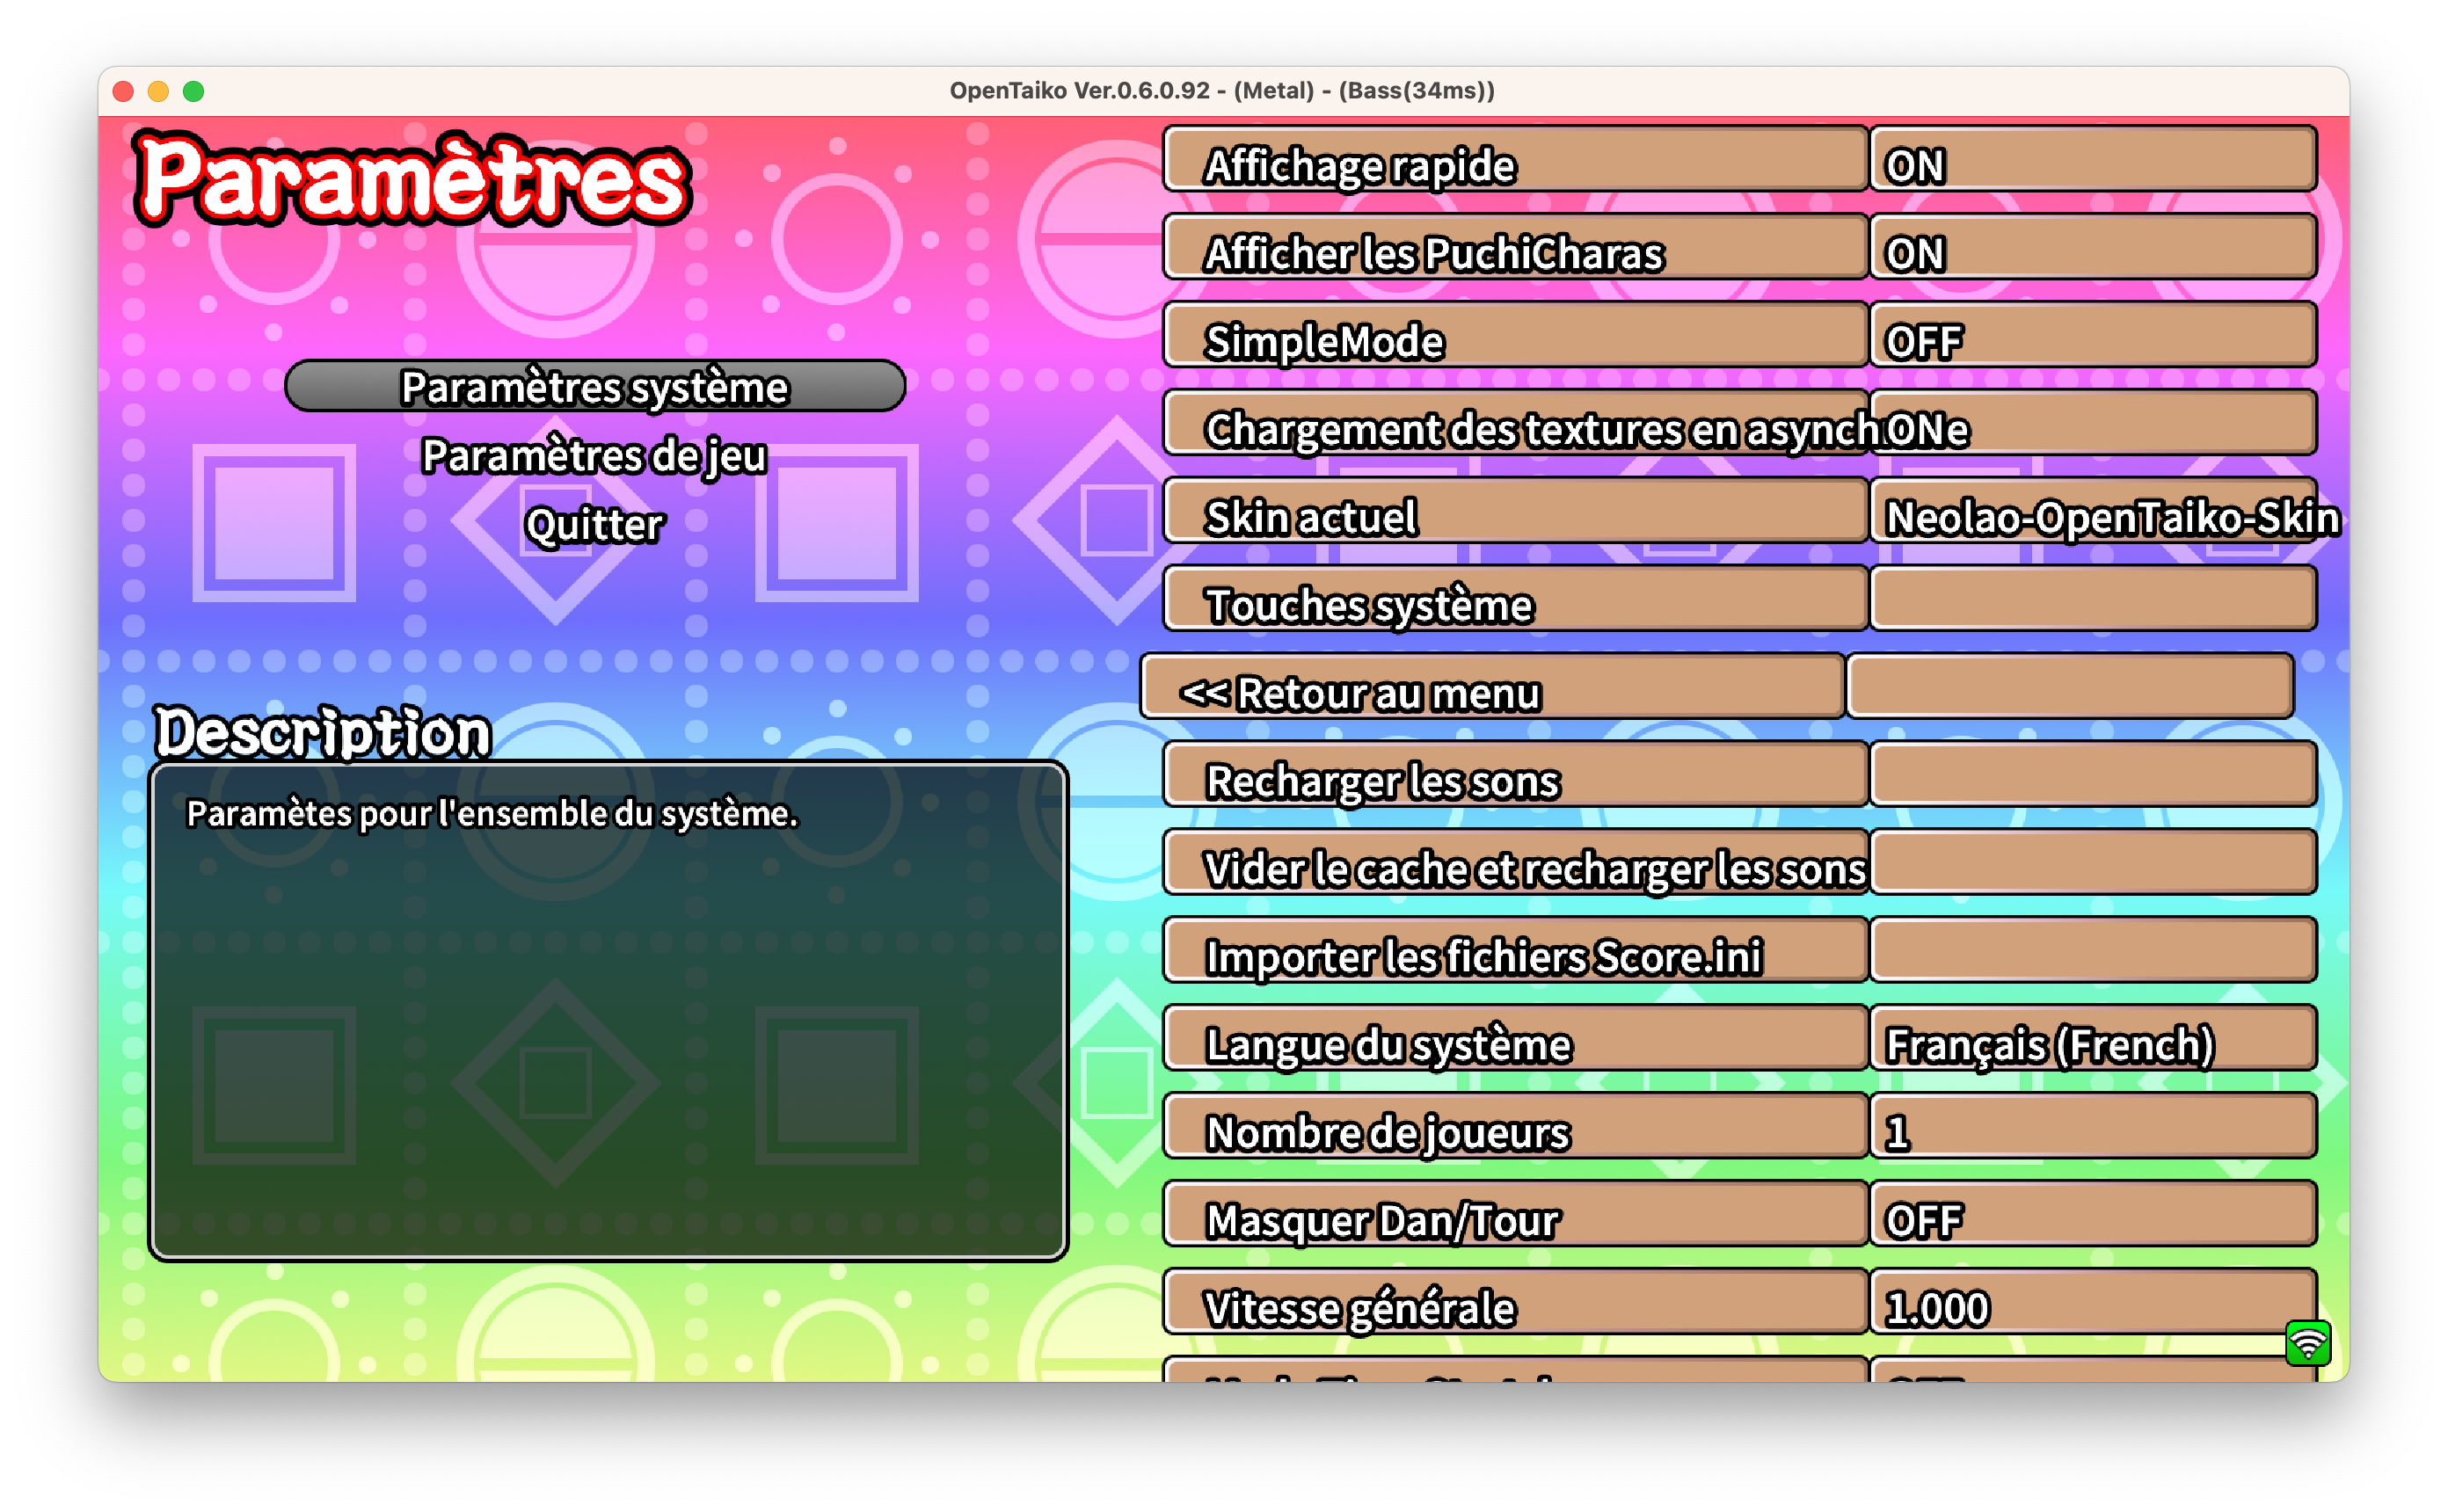 OpenTaiko Ver.0.6.0.92 - (Metal) - (Bass(34ms))
Paramètres
Paramètres système
Paramètres de jeu
Quitter
Description
Paramètes pour l'ensemble du système.
Affichage rapide ON
Afficher les PuchiCharas ON
SimpleMode OFF
Chargement des textures en ON
Skin actuel Neolao-OpenTaiko-Skin
Touches système
<< Retour au menu
Recharger les sons
Vider le cache et recharger les sons
Importer les fichiers Score.ini
Langue du système Français (French)
Nombre de joueurs 1
Masquer Dan/Tour OFF
Vitesse générale 1.000